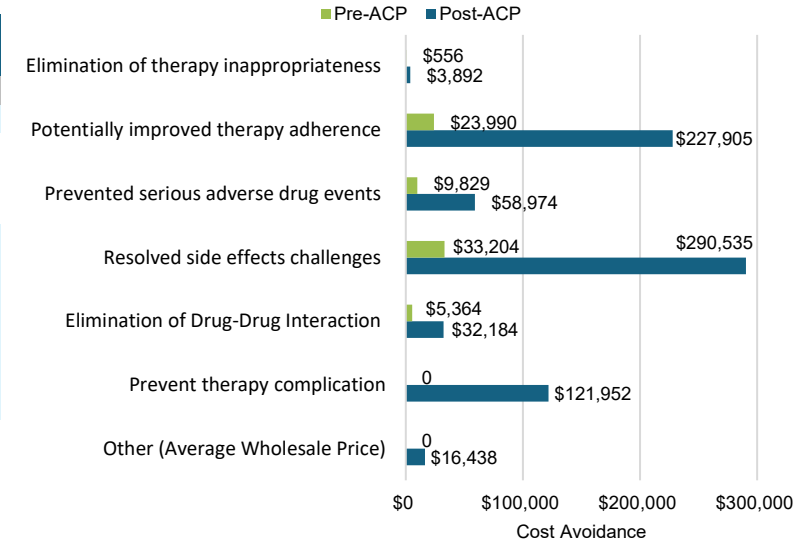 Pre-ACP Post-ACP
Elimination of therapy inappropriateness
$556
$3,892
Potentially improved therapy adherence
$23,990
$227,905
Prevented serious adverse drug events
$9,829
$58,974
Resolved side effects challenges
$33,204
$290,535
Elimination of Drug-Drug Interaction
$5,364
$32,184
Prevent therapy complication
0
$121,952
Other (Average Wholesale Price)
0
$16,438
$0 $100,000 $200,000 $300,000
Cost Avoidance